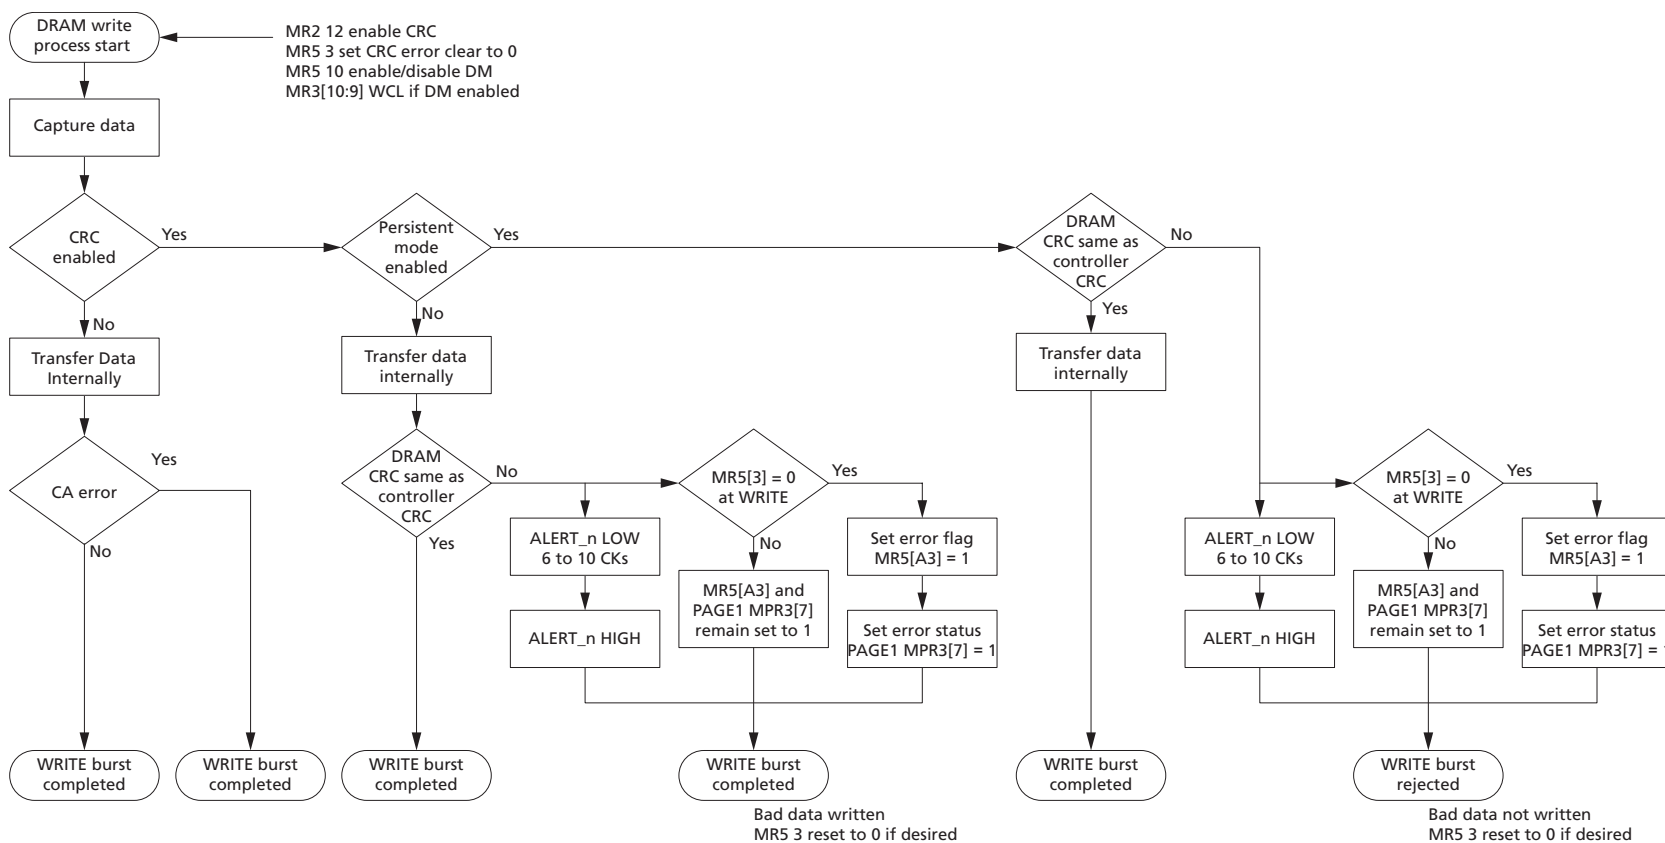 DRAM write
process start
MR2 12 enable CRC
MR5 3 set CRC error clear to 0
MR5 10 enable/disable DM
MR3[10:9] WCL if DM enabled
Capture data
CRC
enabled
Yes
No
Persistent
mode
enabled
Yes
No
DRAM
CRC same as
controller
CRC
No
Yes
Transfer Data
Internally
Transfer data
internally
Transfer data
internally
CA error
Yes
No
DRAM
CRC same as
controller
CRC
No
Yes
MR5[3] = 0
at WRITE
Yes
No
ALERT_n LOW
6 to 10 CKs
Set error flag
MR5[A3] = 1
MR5[A3] and
PAGE1 MPR3[7]
remain set to 1
ALERT_n HIGH
Set error status
PAGE1 MPR3[7] = 1
MR5[3] = 0
at WRITE
Yes
No
ALERT_n LOW
6 to 10 CKs
Set error flag
MR5[A3] = 1
MR5[A3] and
PAGE1 MPR3[7]
remain set to 1
ALERT_n HIGH
Set error status
PAGE1 MPR3[7] = 1
WRITE burst
completed
WRITE burst
completed
WRITE burst
completed
WRITE burst
completed
Bad data written
MR5 3 reset to 0 if desired
WRITE burst
completed
WRITE burst
rejected
Bad data not written
MR5 3 reset to 0 if desired